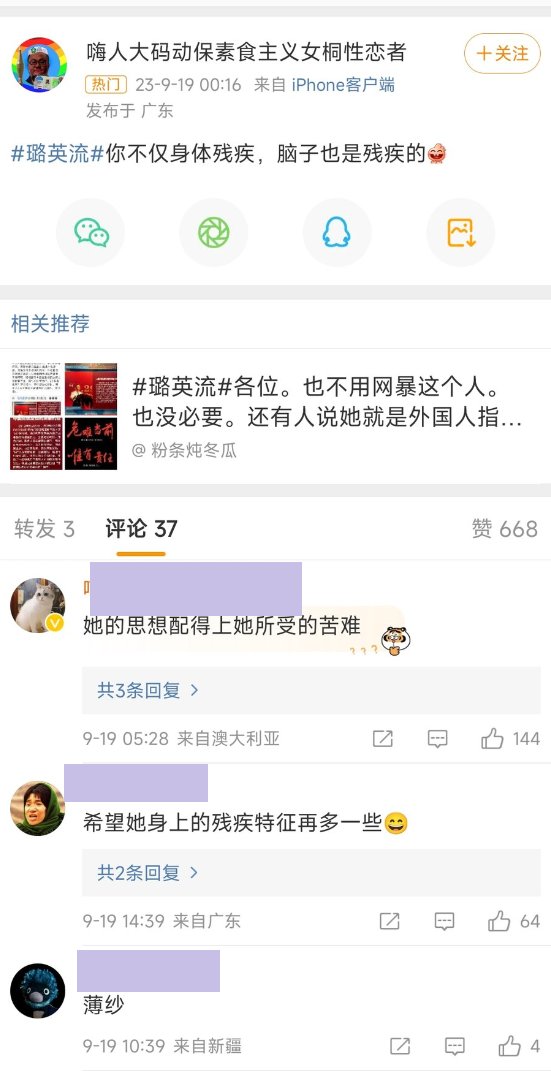 嗨人大码动保素食主义女桐性恋者
+关注
热门 23-9-19 00:16 来自 iPhone客户端
发布于 广东
#璐英流#你不仅身体残疾，脑子也是残疾的
相关推荐
#璐英流#各位。也不用网暴这个人。
也没必要。还有人说她就是外国人指...
@ 粉条炖冬瓜
危难当前
唯有责任
转发 3 评论 37 赞 668
她的思想配得上她所受的苦难
???
共3条回复 >
9-19 05:28 来自澳大利亚 144
希望她身上的残疾特征再多一些😄
共2条回复 >
9-19 14:39 来自广东 64
薄纱
9-19 10:39 来自新疆 4